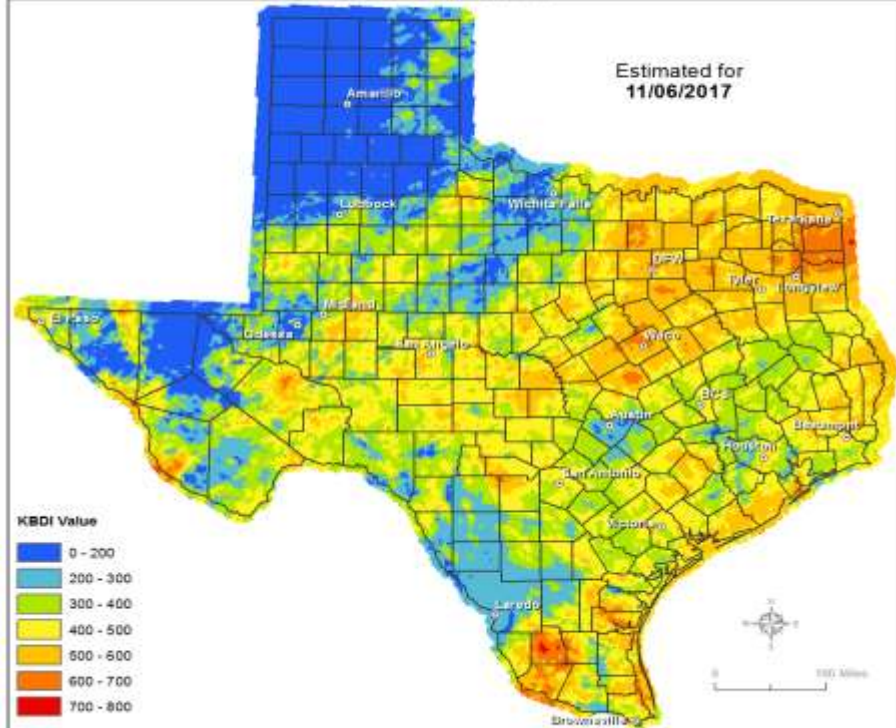 Estimated for
11/06/2017
Amarillo
Lubbock
Wichita Falls
Texarkana
DFW
Tyler
Longview
El Paso
Midland
Odessa
San Angelo
Waco
BCS
Austin
Beaumont
Houston
San Antonio
Victoria
Laredo
Brownsville
KBDI Value
0 - 200
200 - 300
300 - 400
400 - 500
500 - 600
600 - 700
700 - 800
0
Miles